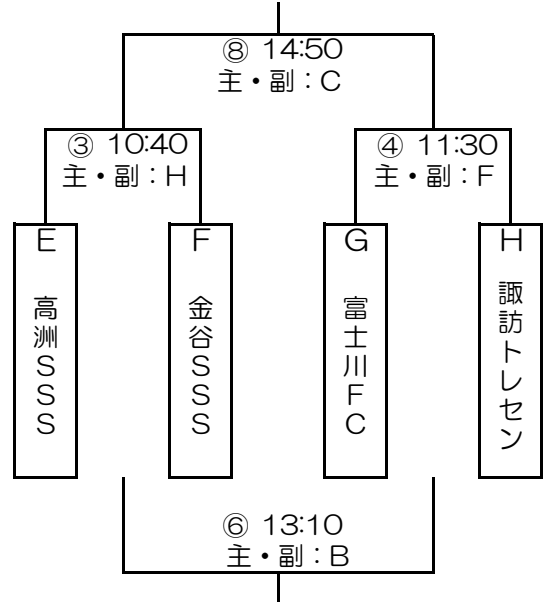 ⑧ 14:50
主・副：C
③ 10:40
主・副：H
④ 11:30
主・副：F
E
高洲SSS
F
金谷SSS
G
富士川FC
H
諏訪トレセン
⑥ 13:10
主・副：B